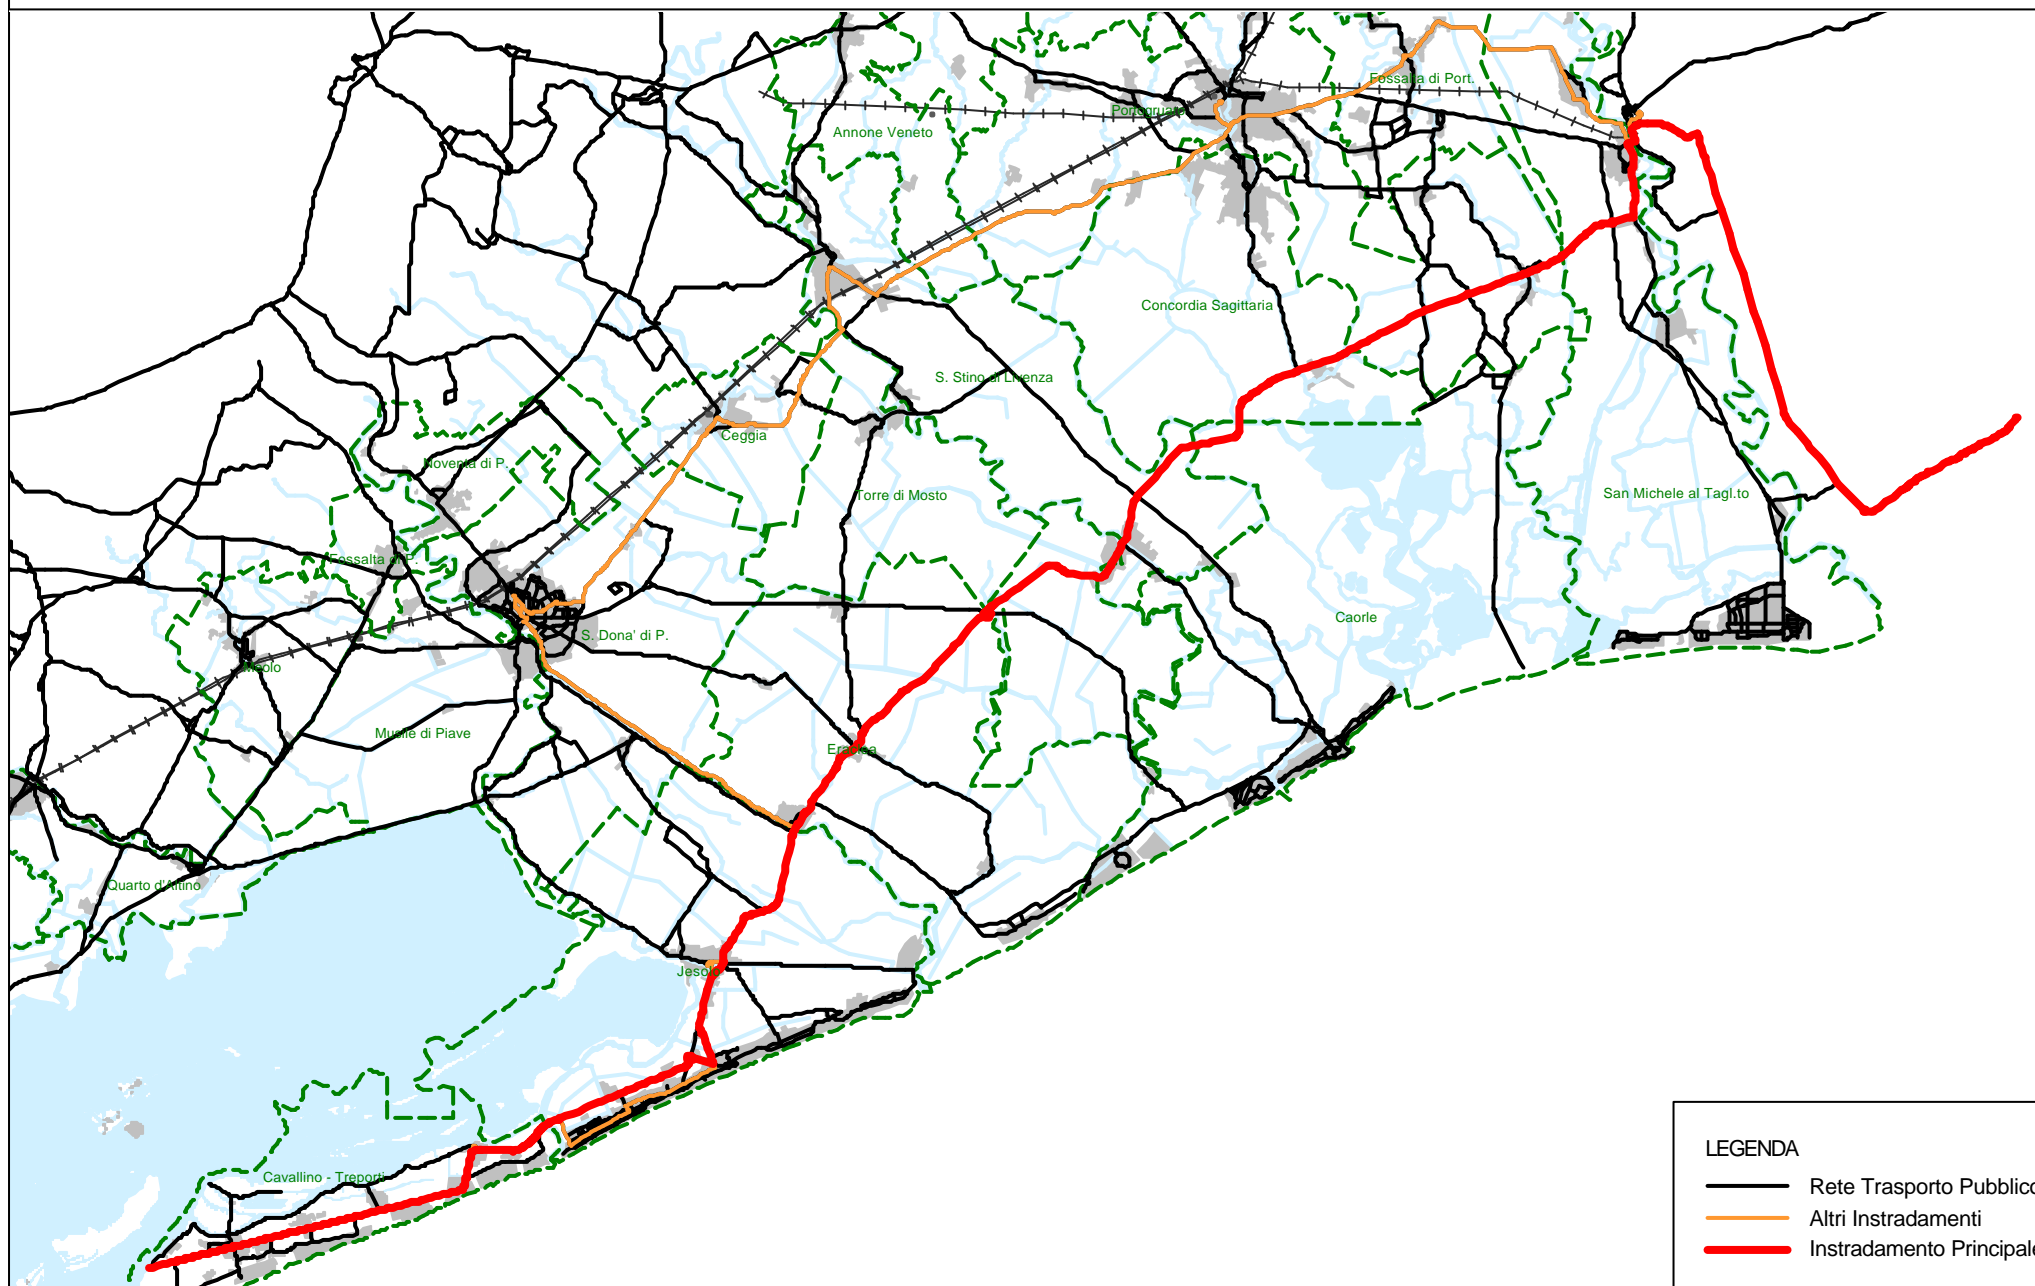 Fossalta di Port.
Portogruaro
Annone Veneto
Concordia Sagittaria
S. Stino di Livenza
Ceggia
Noventa di P.
Torre di Mosto
San Michele al Tagl.to
Fossalta di P.
Caorle
S. Dona' di P.
Meolo
Musile di Piave
Eraclea
Quarto d'Altino
Jesolo
Cavallino - Treporti
LEGENDA
Rete Trasporto Pubblico
Altri Instradamenti
Instradamento Principale